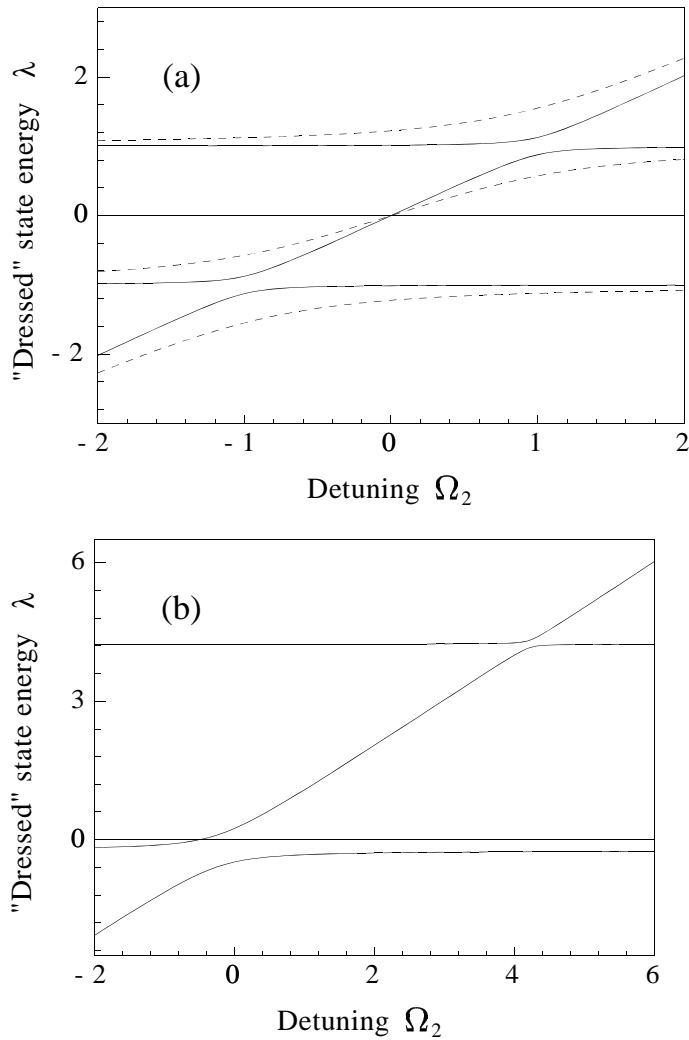 (a)
"Dressed" state energy λ
2
0
- 2
- 2
- 1
0
1
2
Detuning Ω₂
(b)
"Dressed" state energy λ
6
3
0
- 2
0
2
4
6
Detuning Ω₂